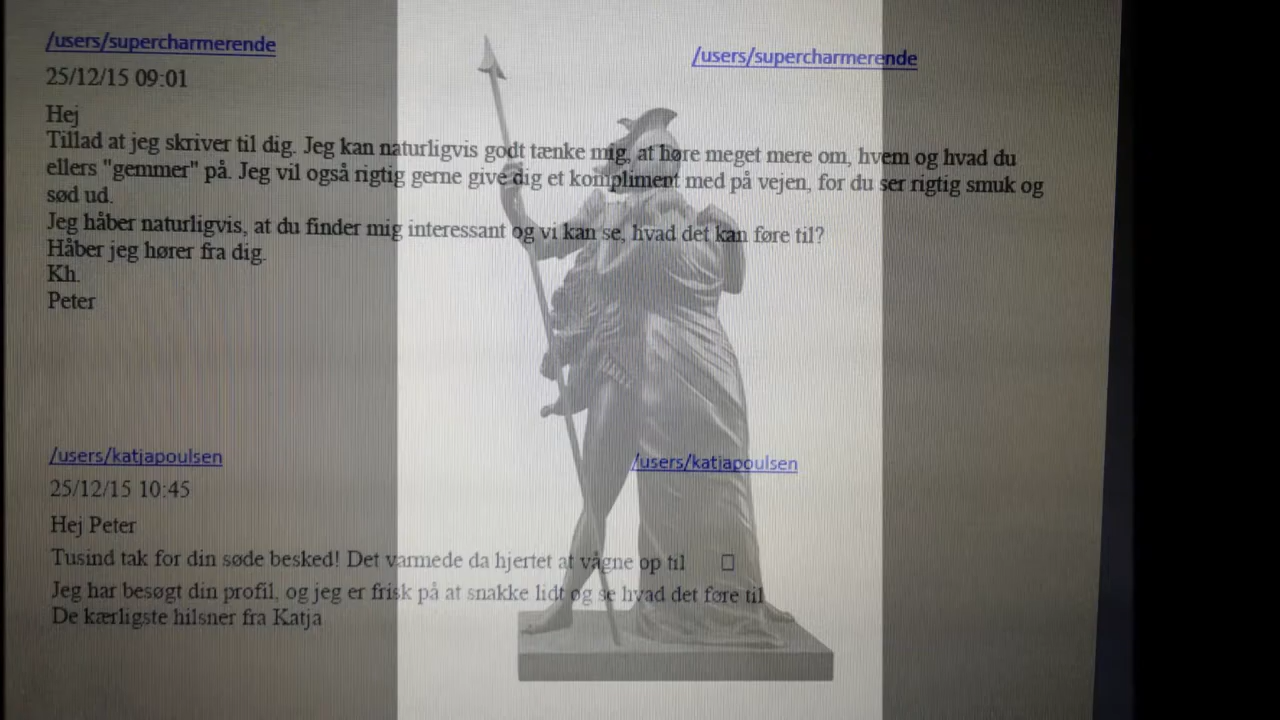 /users/supercharmerende
/users/supercharmerende
25/12/15 09:01
Hej
Tillad at jeg skriver til dig. Jeg kan naturligvis godt tænke mig, at høre meget mere om, hvem og hvad du
ellers "gemmer" på. Jeg vil også rigtig gerne give dig et kompliment med på vejen, for du ser rigtig smuk og
sød ud.
Jeg håber naturligvis, at du finder mig interessant og vi kan se, hvad det kan føre til?
Håber jeg hører fra dig.
Kh.
Peter
/users/katjapoulsen
/users/katjapoulsen
25/12/15 10:45
Hej Peter
Tusind tak for din søde besked! Det varmede da hjertet at vågne op til
Jeg har besøgt din profil, og jeg er frisk på at snakke lidt og se hvad det føre til
De kærligste hilsner fra Katja